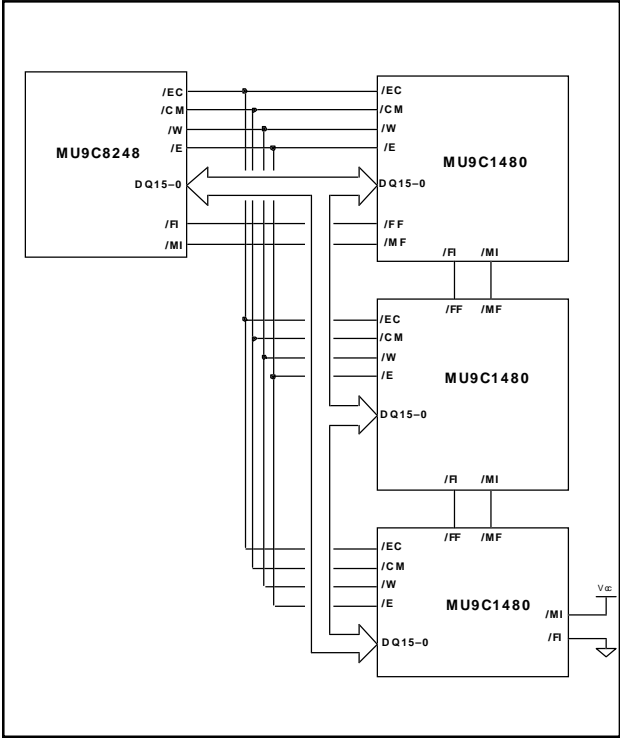 MU9C8248
/EC
/CM
/W
/E
DQ15-0
/FI
/MI
/EC
/CM
/W
/E
MU9C1480
DQ15-0
/FF
/MF
/FI /MI
/FF /MF
/EC
/CM
/W
/E
MU9C1480
DQ15-0
/FI /MI
/FF /MF
/EC
/CM
/W
/E
MU9C1480
DQ15-0
/MI
/FI
Vcc